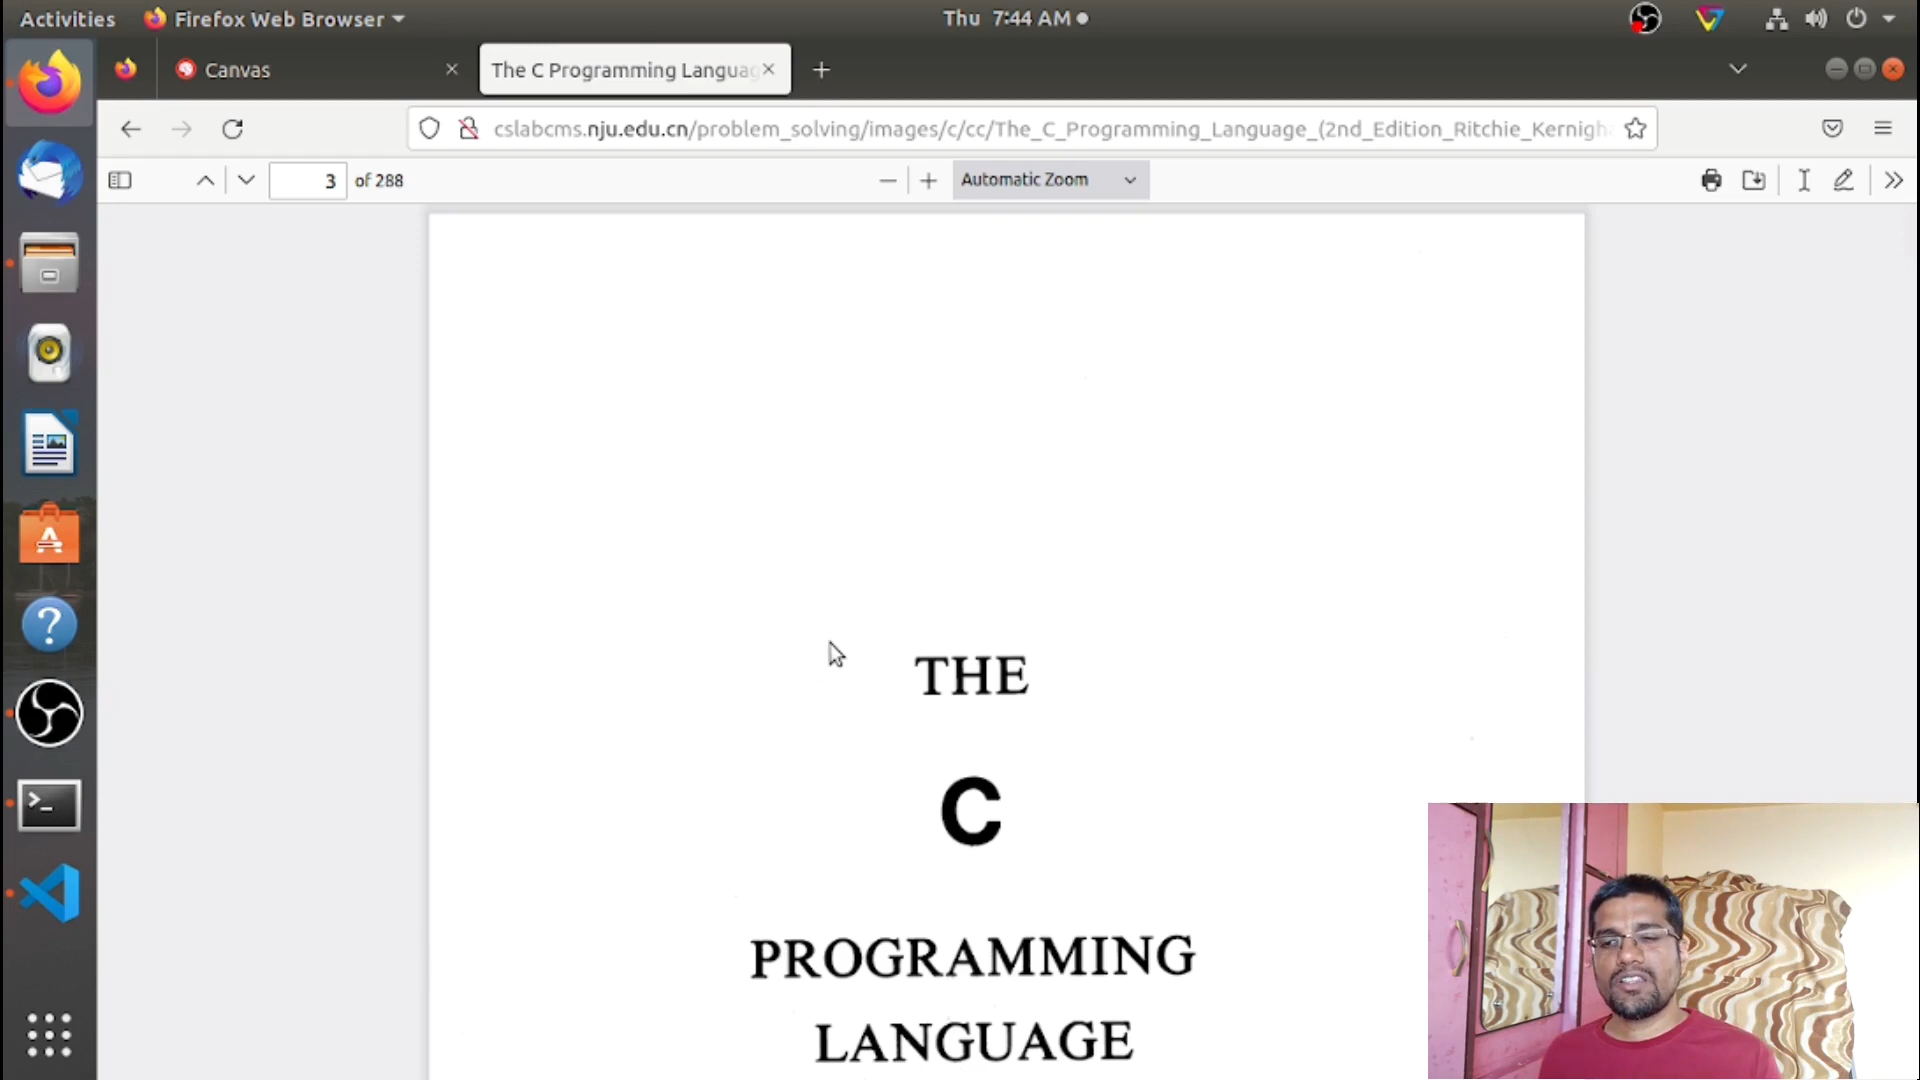 Activities Firefox Web Browser Thu 7:44 AM
Canvas The C Programming Languag
cslabcms.nju.edu.cn/problem_solving/images/c/cc/The_C_Programming_Language_(2nd_Edition_Ritchie_Kernigh
3 of 288 Automatic Zoom
THE
C
PROGRAMMING
LANGUAGE